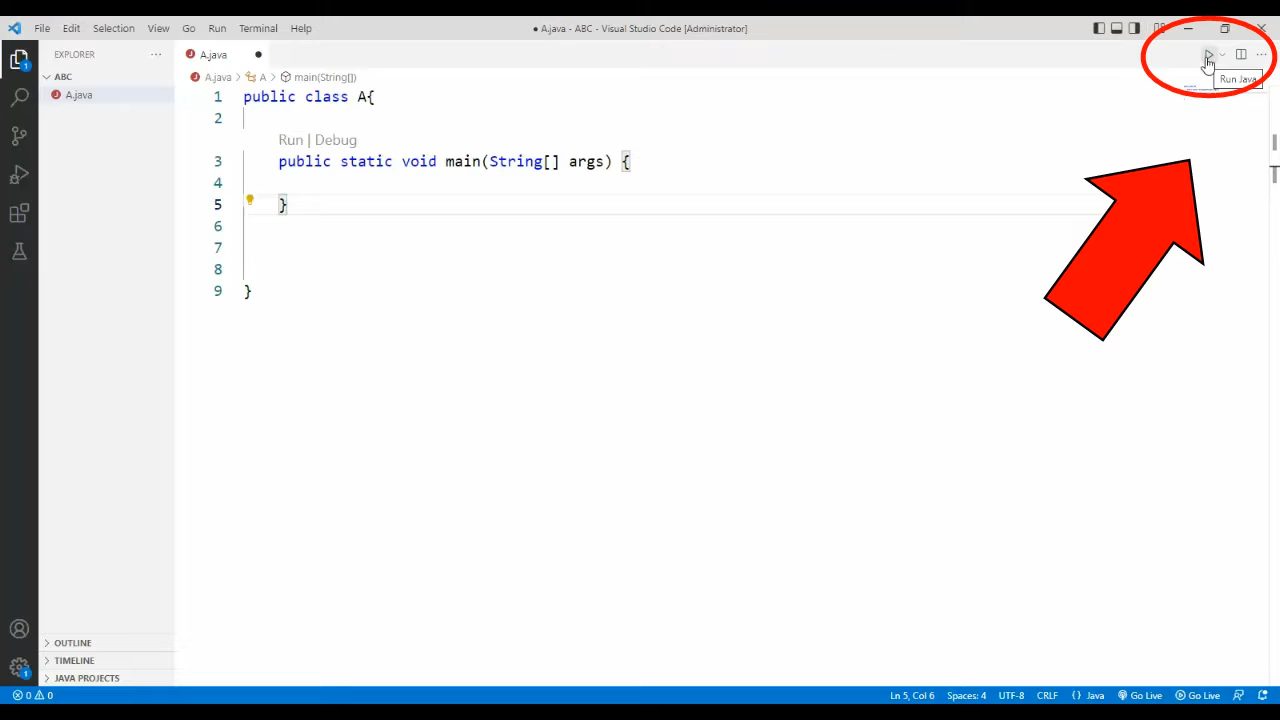 File Edit Selection View Go Run Terminal Help ● A.java - ABC - Visual Studio Code [Administrator]
EXPLORER ··· A.java ●
ABC
A.java
A.java > A > main(String[])
Run Java
1 public class A{
2
Run | Debug
3 public static void main(String[] args) {
4
5 }
6
7
8
9 }
OUTLINE
TIMELINE
JAVA PROJECTS
1
1
0 0 Ln 5, Col 6 Spaces: 4 UTF-8 CRLF {} Java Go Live Go Live